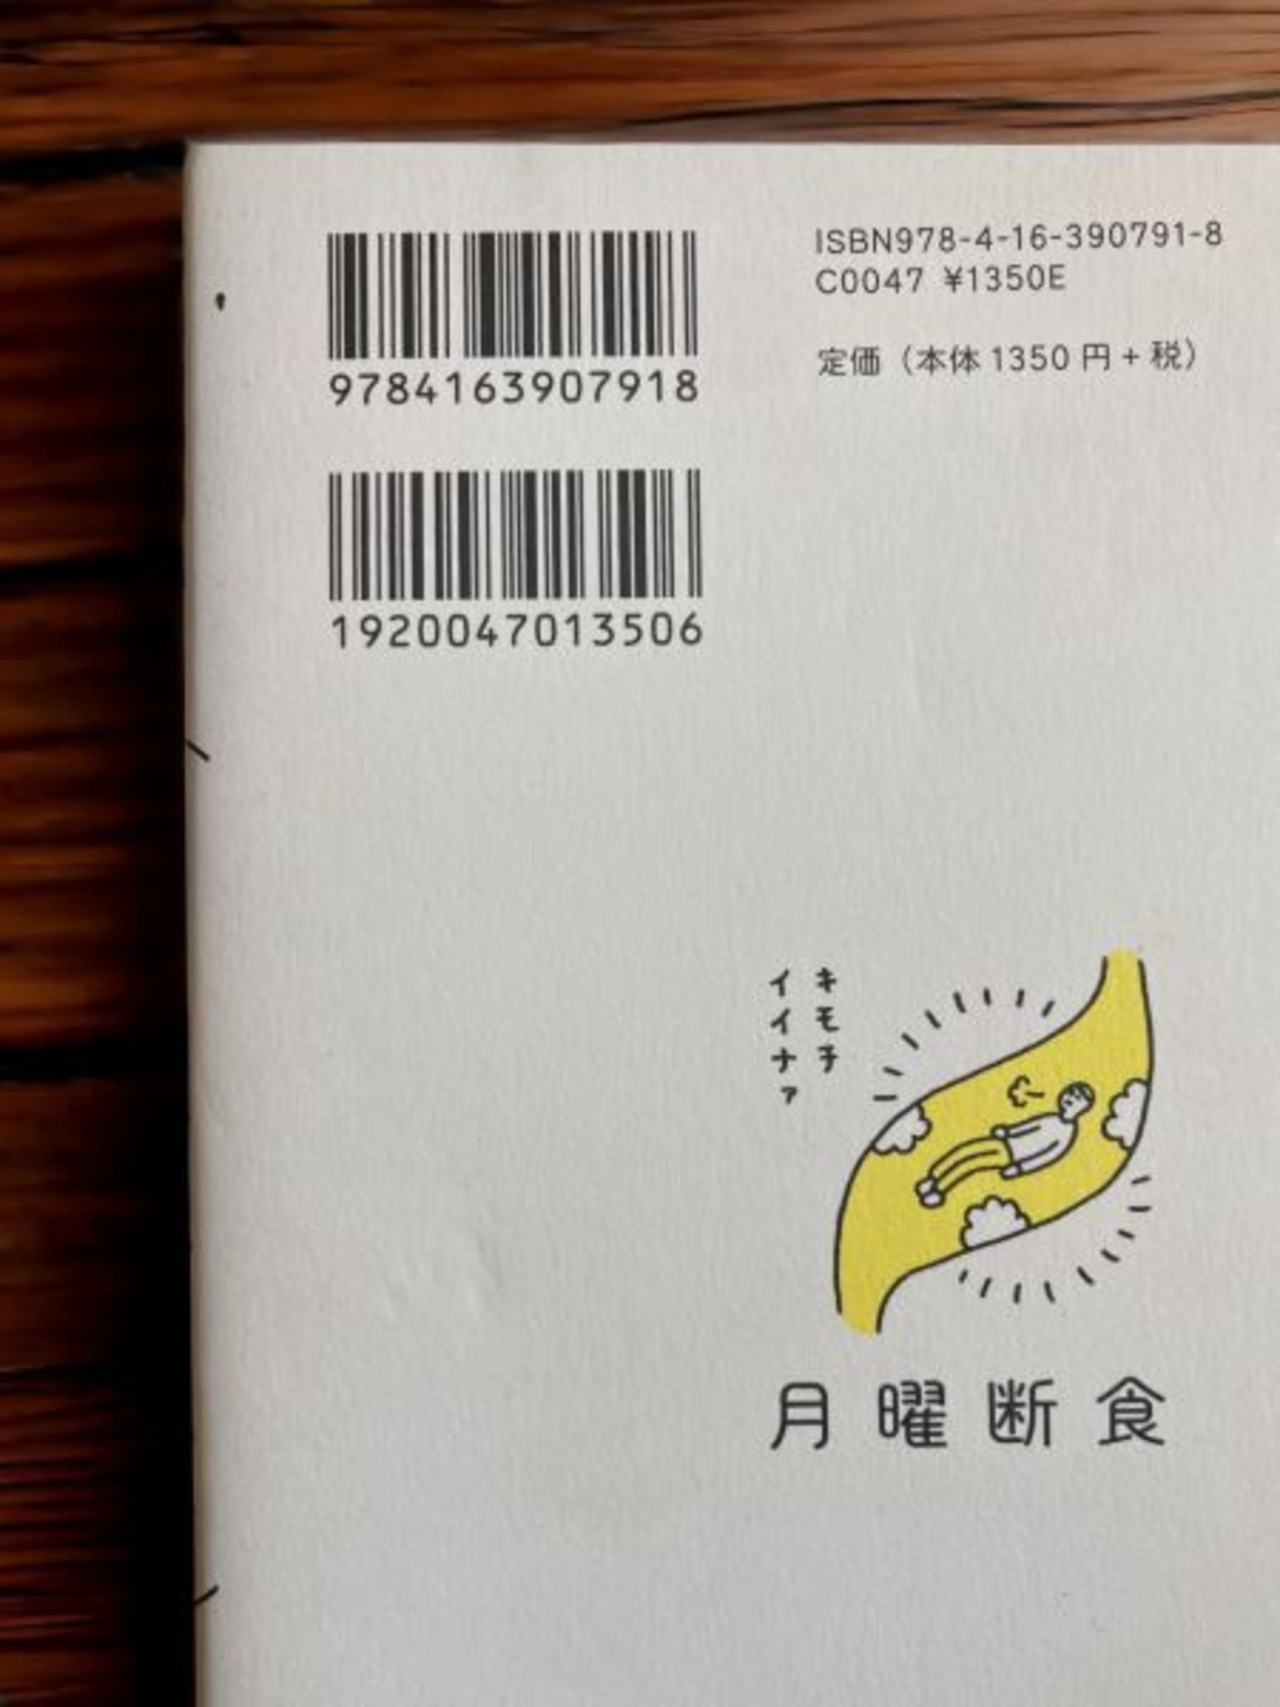 9784163907918
1920047013506
ISBN978-4-16-390791-8
C0047 ¥1350E
定価（本体 1350 円 + 税）
キモチ
イイナァ
月曜断食